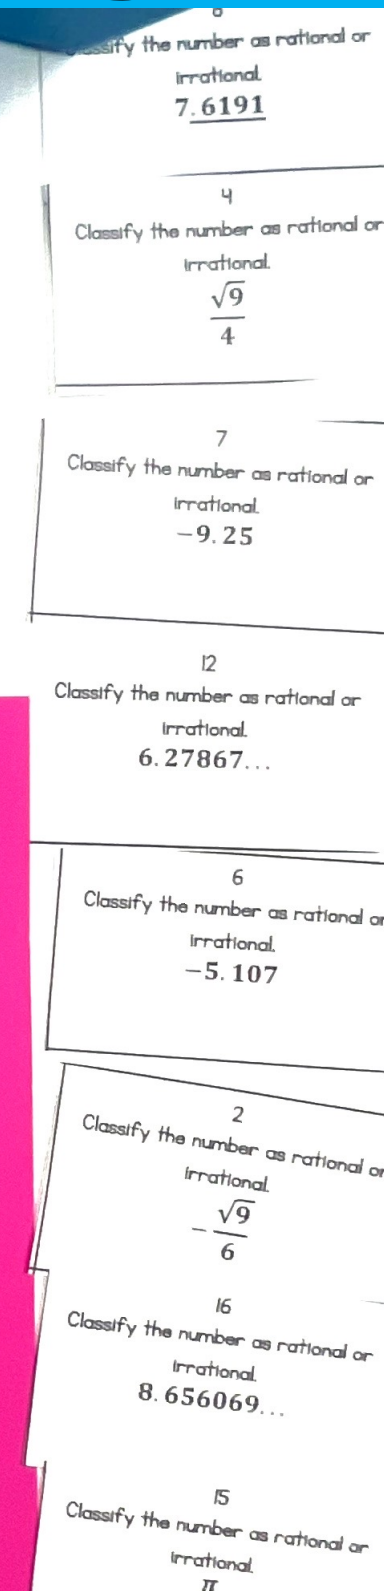 the number as rational or
irrational.
7.6191
4
Classify the number as rational or
irrational.
√9
4
7
Classify the number as rational or
irrational.
−9.25
12
Classify the number as rational or
irrational.
6.27867...
6
Classify the number as rational or
irrational.
−5.107
2
Classify the number as rational or
irrational.
−√9
6
16
Classify the number as rational or
irrational.
8.656069...
15
Classify the number as rational or
irrational.
π